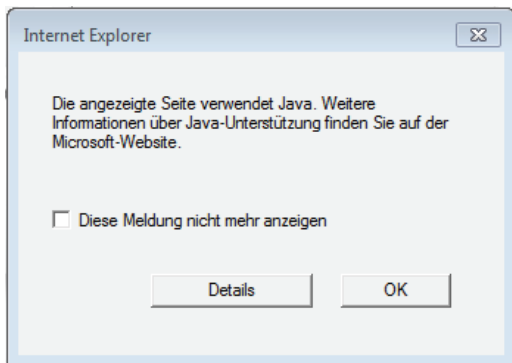 Internet Explorer
Die angezeigte Seite verwendet Java. Weitere
Informationen über Java-Unterstützung finden Sie auf der
Microsoft-Website.
Diese Meldung nicht mehr anzeigen
Details
OK